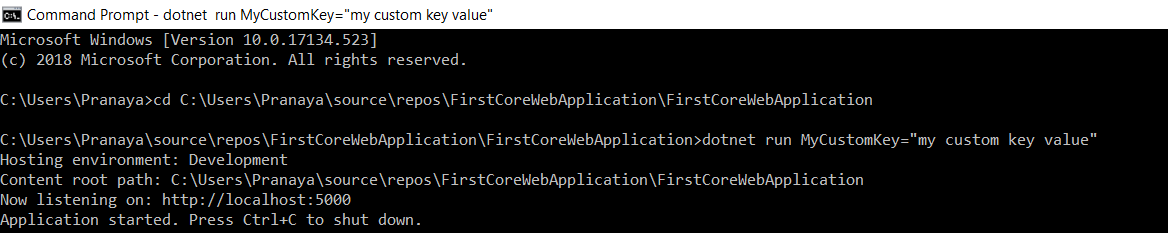 Command Prompt - dotnet  run MyCustomKey="my custom key value"
Microsoft Windows [Version 10.0.17134.523]
(c) 2018 Microsoft Corporation. All rights reserved.
C:\Users\Pranaya>cd C:\Users\Pranaya\source\repos\FirstCoreWebApplication\FirstCoreWebApplication
C:\Users\Pranaya\source\repos\FirstCoreWebApplication\FirstCoreWebApplication>dotnet run MyCustomKey="my custom key value"
Hosting environment: Development
Content root path: C:\Users\Pranaya\source\repos\FirstCoreWebApplication\FirstCoreWebApplication
Now listening on: http://localhost:5000
Application started. Press Ctrl+C to shut down.